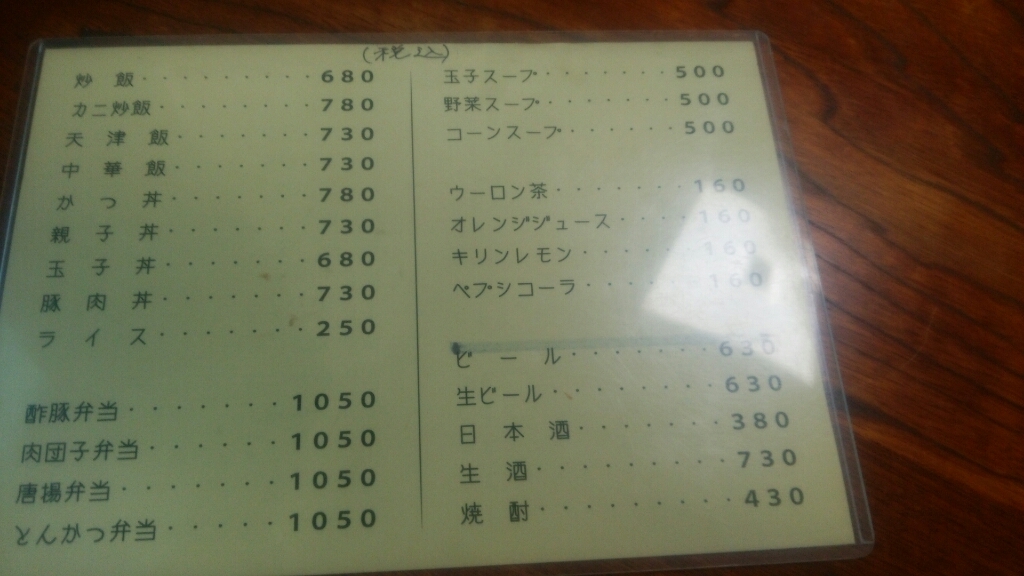 (税込)
炒飯・・・・・・・・・680
カニ炒飯・・・・・・・・780
天津飯・・・・・・・・730
中華飯・・・・・・・・730
かつ丼・・・・・・・・780
親子丼・・・・・・・・730
玉子丼・・・・・・・・680
豚肉丼・・・・・・・・730
ライス・・・・・・・・250
酢豚弁当・・・・・・・1050
肉団子弁当・・・・・・1050
唐揚弁当・・・・・・・1050
とんかつ弁当・・・・・1050
玉子スープ・・・・・・・500
野菜スープ・・・・・・・500
コーンスープ・・・・・・500
ウーロン茶・・・・・・・160
オレンジジュース・・・・160
キリンレモン・・・・・・160
ペプシコーラ・・・・・・160
ビール・・・・・・・630
生ビール・・・・・・・・630
日本酒・・・・・・・380
生酒・・・・・・・・・730
焼酎・・・・・・・・・430